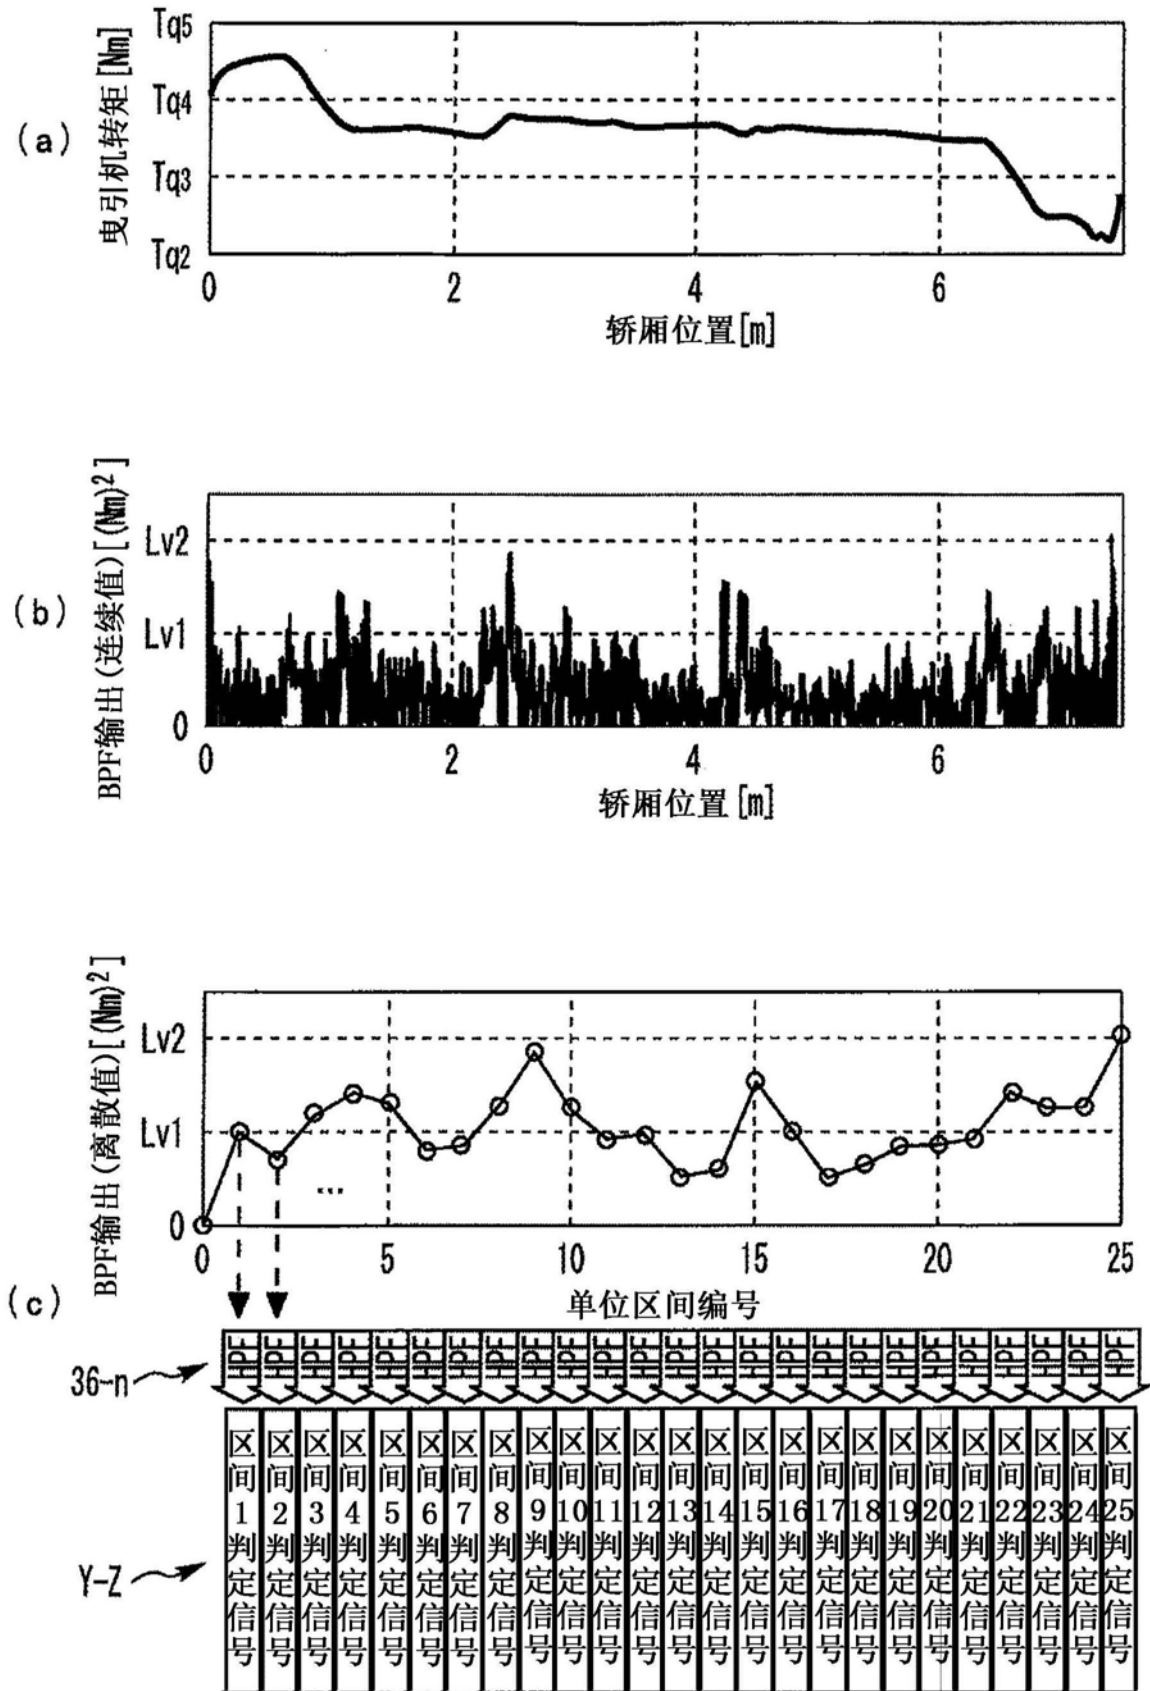 (a)
曳引机转矩[Nm]
Tq5
Tq4
Tq3
Tq2
0 2 4 6
轿厢位置[m]
(b)
BPF输出(连续值)[(Nm)²]
Lv2
Lv1
0
0 2 4 6
轿厢位置[m]
(c)
BPF输出(离散值)[(Nm)²]
Lv2
Lv1
0
...
0 5 10 15 20 25
单位区间编号
36-n
HPF HPF HPF HPF HPF HPF HPF HPF HPF HPF HPF HPF HPF HPF HPF HPF HPF HPF HPF HPF HPF HPF HPF HPF HPF
Y-Z
区间1判定信号
区间2判定信号
区间3判定信号
区间4判定信号
区间5判定信号
区间6判定信号
区间7判定信号
区间8判定信号
区间9判定信号
区间10判定信号
区间11判定信号
区间12判定信号
区间13判定信号
区间14判定信号
区间15判定信号
区间16判定信号
区间17判定信号
区间18判定信号
区间19判定信号
区间20判定信号
区间21判定信号
区间22判定信号
区间23判定信号
区间24判定信号
区间25判定信号